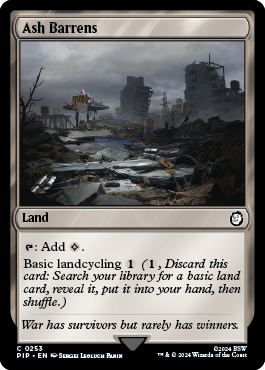 Ash Barrens
Land
: Add .
Basic landcycling 1 (1, Discard this
card: Search your library for a basic land
card, reveal it, put it into your hand, then
shuffle.)
War has survivors but rarely has winners.
C 0253
PIP • EN Sergei Leoluch Panin
©2024 BSW
™ & © 2024 Wizards of the Coast